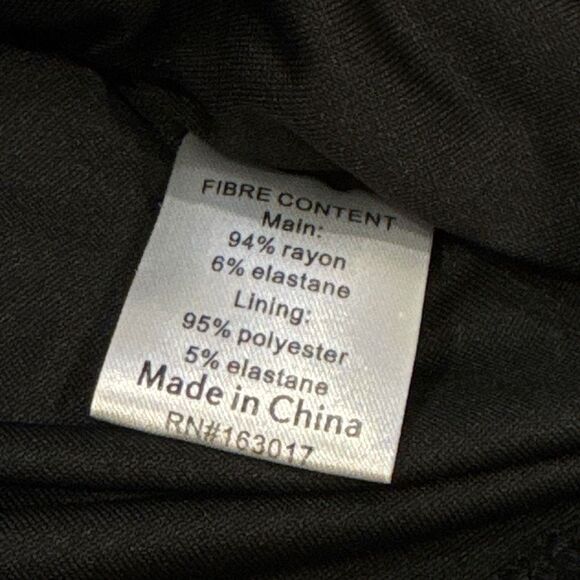 FIBRE CONTENT
Main:
94% rayon
6% elastane
Lining:
95% polyester
5% elastane
Made in China
RN#163017